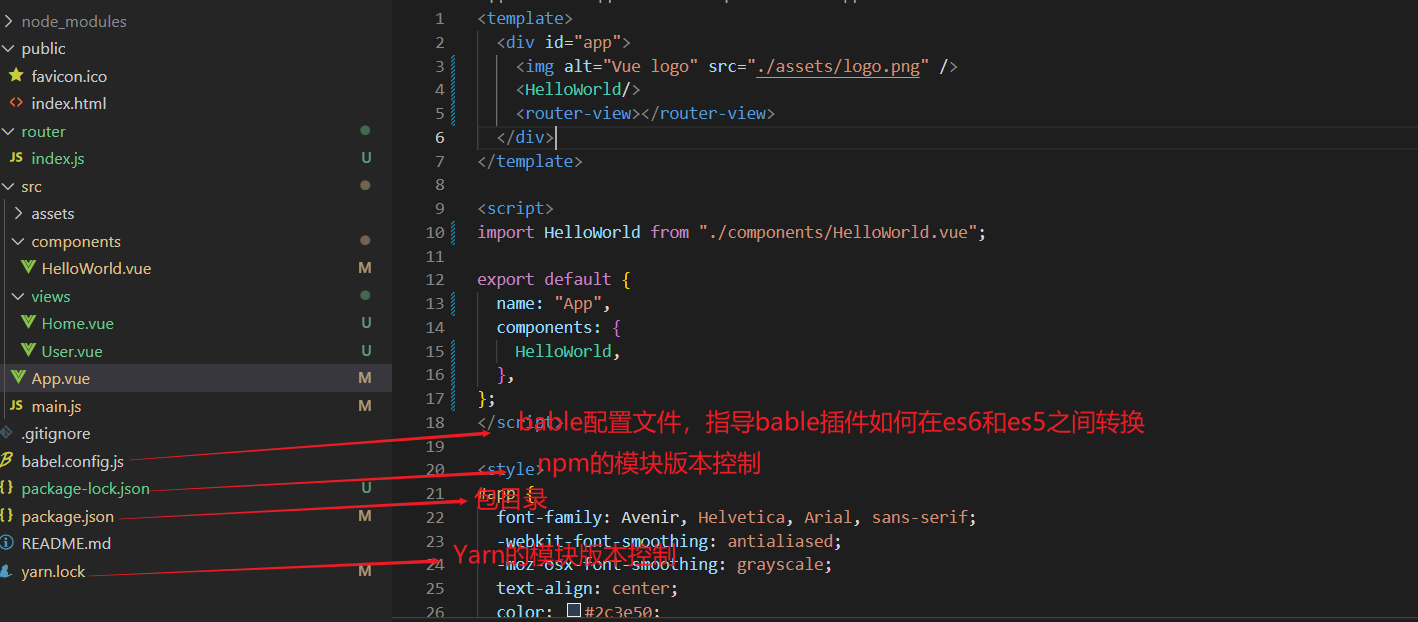 node_modules
public
favicon.ico
index.html
router
JS index.js U
src
assets
components
HelloWorld.vue M
views
Home.vue U
User.vue U
App.vue M
JS main.js M
.gitignore
babel.config.js
package-lock.json U
package.json M
README.md
yarn.lock M
1 <template>
2 <div id="app">
3 <img alt="Vue logo" src="./assets/logo.png" />
4 <HelloWorld/>
5 <router-view></router-view>
6 </div>
7 </template>
8
9 <script>
10 import HelloWorld from "./components/HelloWorld.vue";
11
12 export default {
13 name: "App",
14 components: {
15 HelloWorld,
16 },
17 };
18 </script>
19
20 <style>
21 #app {
22 font-family: Avenir, Helvetica, Arial, sans-serif;
23 -webkit-font-smoothing: antialiased;
24 -moz-osx-font-smoothing: grayscale;
25 text-align: center;
26 color: #2c3e50;
bable配置文件，指导bable插件如何在es6和es5之间转换
npm的模块版本控制
包目录
Yarn的模块版本控制